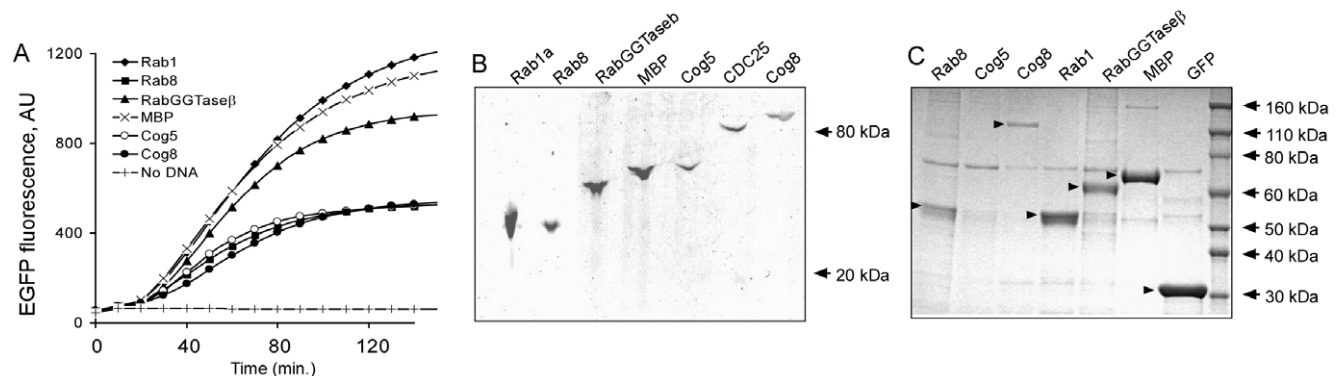 A
1200
800
400
0
EGFP fluorescence, AU
Rab1
Rab8
RabGGTaseβ
MBP
Cog5
Cog8
No DNA
0 40 80 120
Time (min.)
B
Rab1a
Rab8
RabGGTaseb
MBP
Cog5
CDC25
Cog8
80 kDa
20 kDa
C
Rab8
Cog5
Cog8
Rab1
RabGGTaseβ
MBP
GFP
160 kDa
110 kDa
80 kDa
60 kDa
50 kDa
40 kDa
30 kDa